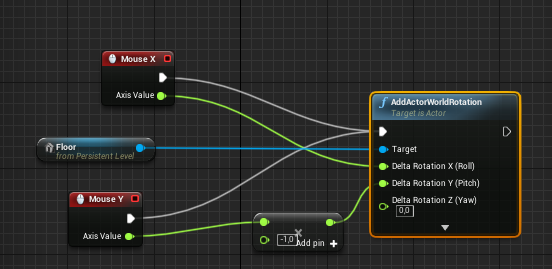 Mouse X
Axis Value
Floor
from Persistent Level
Mouse Y
Axis Value
-1,0
Add pin
f AddActorWorldRotation
Target is Actor
Target
Delta Rotation X (Roll)
Delta Rotation Y (Pitch)
Delta Rotation Z (Yaw)
0,0